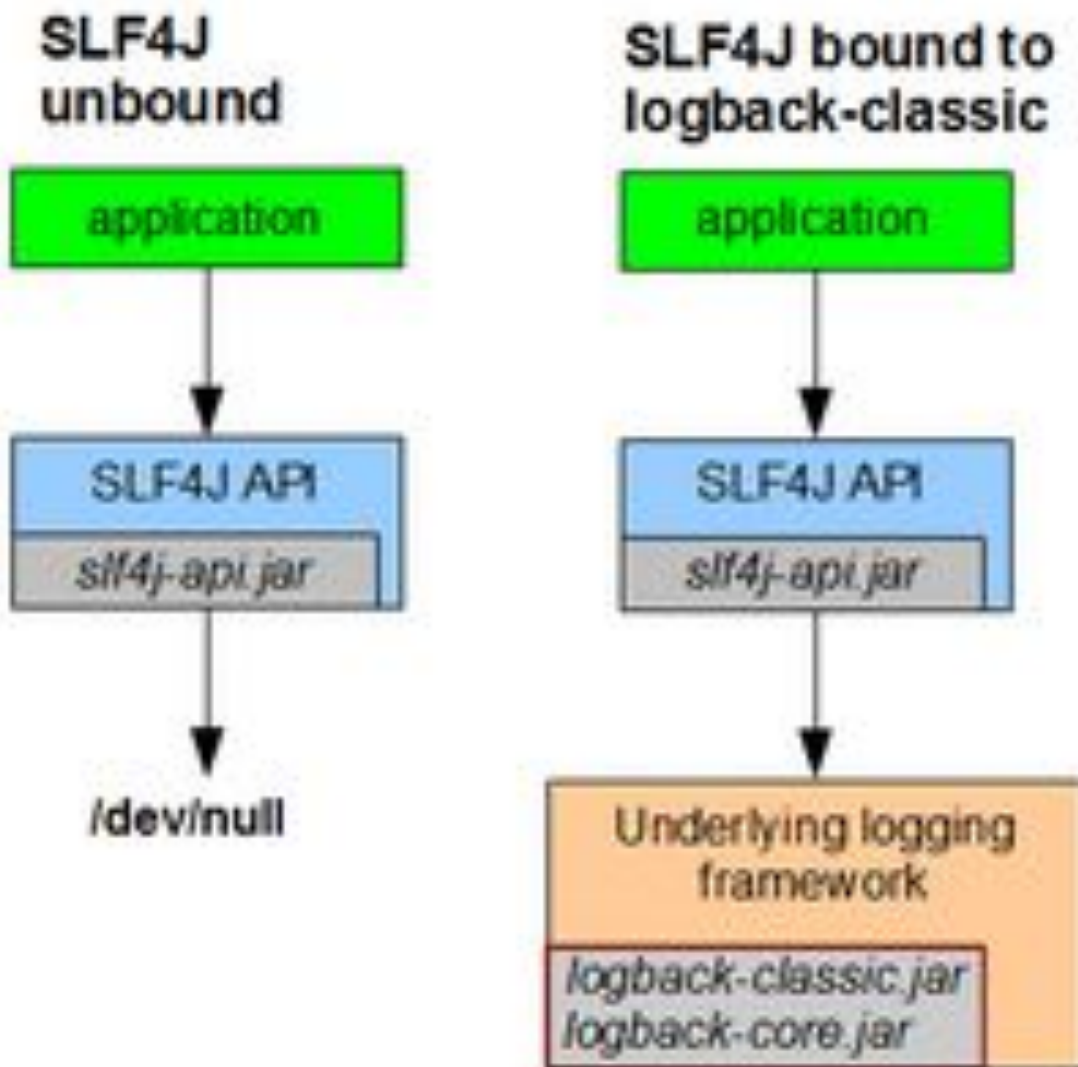 SLF4J
unbound
application
SLF4J API
slf4j-api.jar
/dev/null
SLF4J bound to
logback-classic
application
SLF4J API
slf4j-api.jar
Underlying logging
framework
logback-classic.jar
logback-core.jar